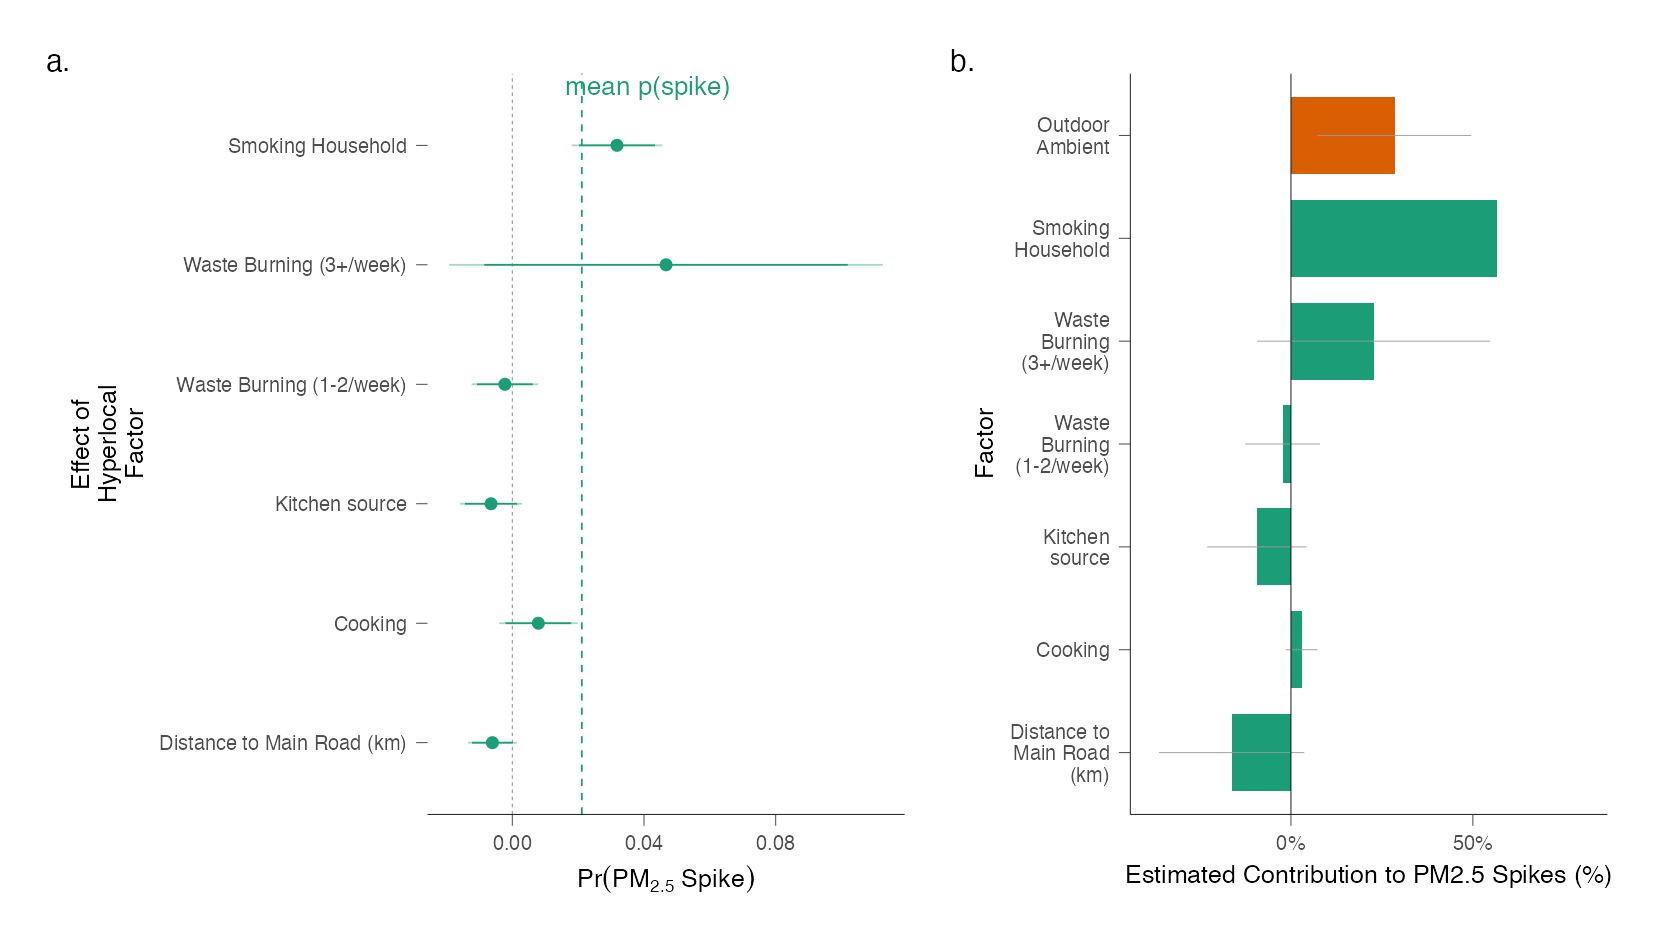 a.
mean p(spike)
Smoking Household
Waste Burning (3+/week)
Waste Burning (1-2/week)
Kitchen source
Cooking
Distance to Main Road (km)
Effect of
Hyperlocal
Factor
0.00
0.04
0.08
Pr(PM2.5 Spike)
b.
Outdoor
Ambient
Smoking
Household
Waste
Burning
(3+/week)
Waste
Burning
(1-2/week)
Kitchen
source
Cooking
Distance to
Main Road
(km)
Factor
0%
50%
Estimated Contribution to PM2.5 Spikes (%)